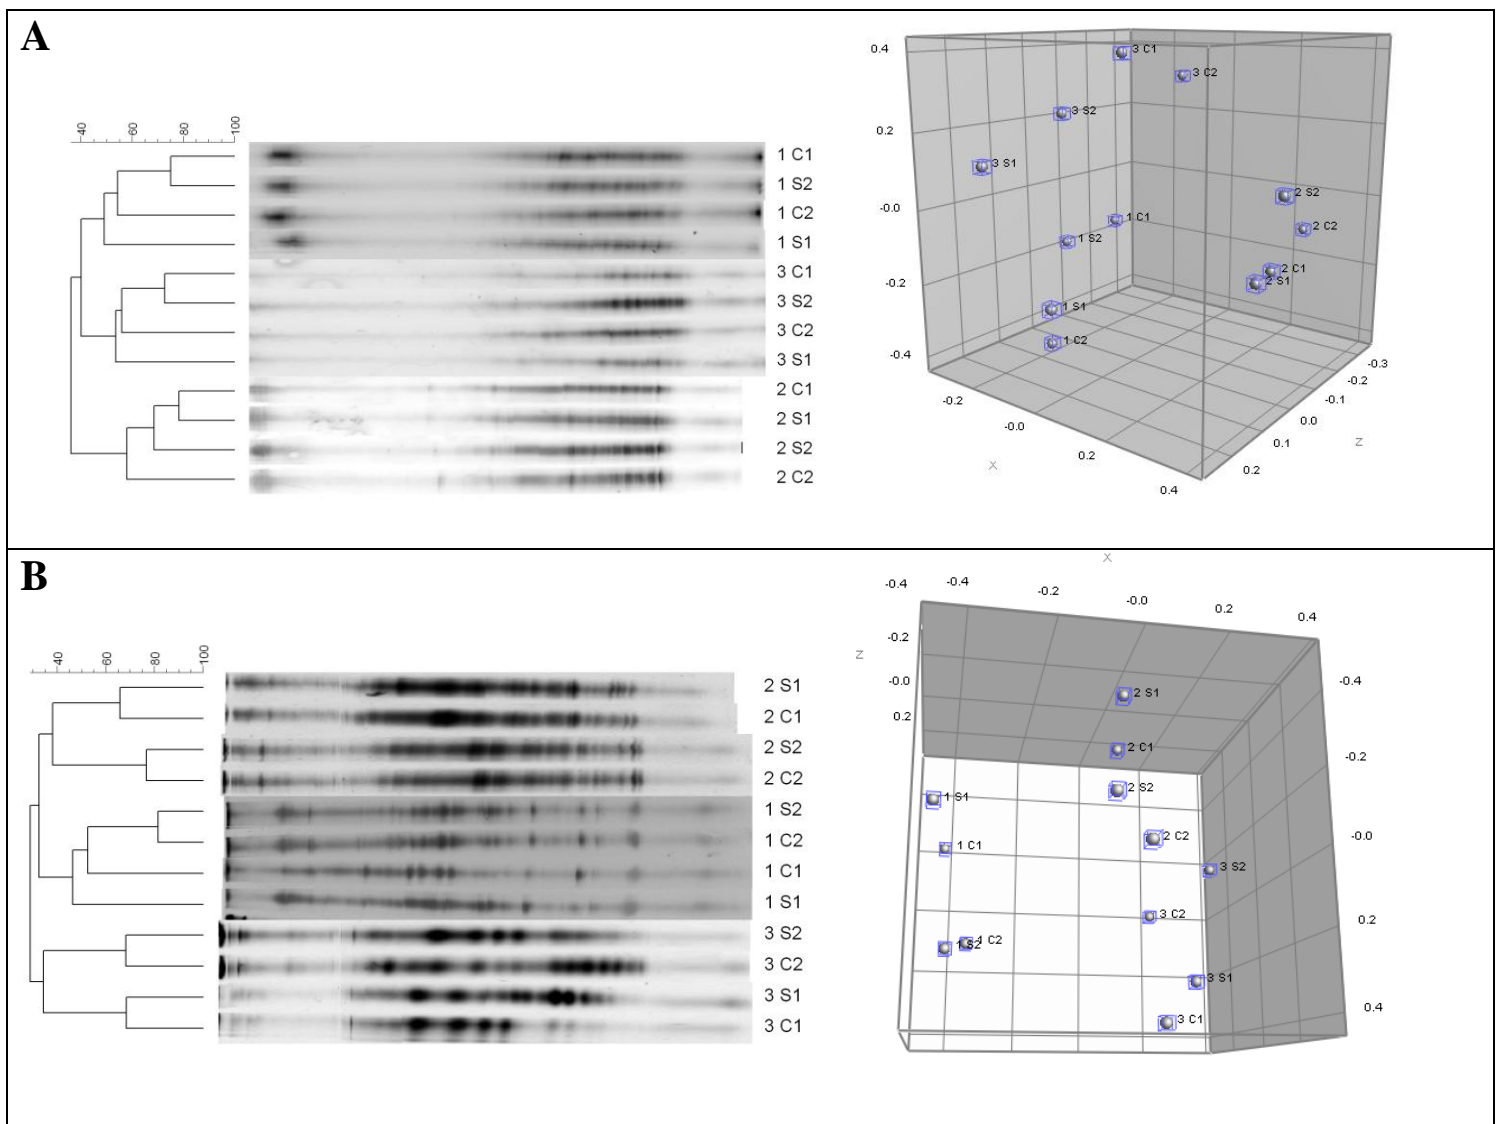 A
40 60 80 100
1 C1
1 S2
1 C2
1 S1
3 C1
3 S2
3 C2
3 S1
2 C1
2 S1
2 S2
2 C2
0.4
0.2
-0.0
-0.2
-0.4
3 C1
3 C2
3 S2
3 S1
2 S2
1 C1
2 C2
1 S2
2 C1
2 S1
1 S1
1 C2
-0.2
-0.0
0.2
0.4
X
-0.3
-0.2
-0.1
0.0
0.1
0.2
Z
B
40 60 80 100
2 S1
2 C1
2 S2
2 C2
1 S2
1 C2
1 C1
1 S1
3 S2
3 C2
3 S1
3 C1
X
-0.4 -0.2 -0.0 0.2 0.4
-0.4
-0.2
Z
-0.0
0.2
-0.4
-0.2
-0.0
0.2
0.4
2 S1
2 C1
2 S2
1 S1
2 C2
1 C1
3 S2
3 C2
1 S2
1 C2
3 S1
3 C1